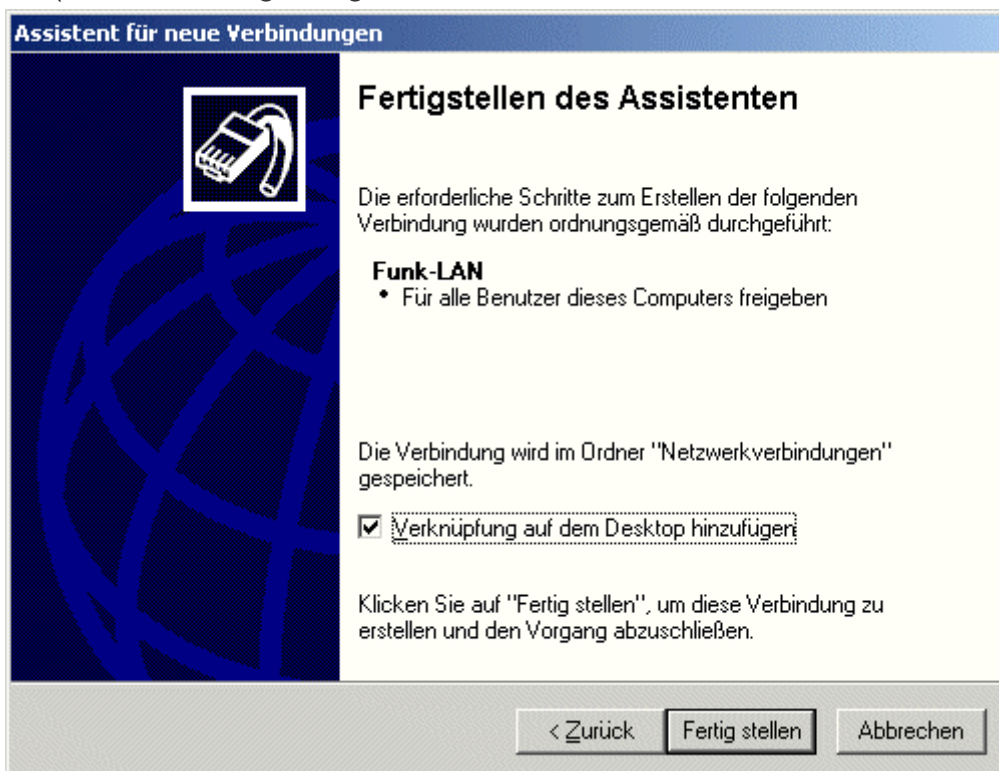 Assistent für neue Verbindungen
Fertigstellen des Assistenten
Die erforderliche Schritte zum Erstellen der folgenden
Verbindung wurden ordnungsgemäß durchgeführt:
Funk-LAN
• Für alle Benutzer dieses Computers freigeben
Die Verbindung wird im Ordner "Netzwerkverbindungen"
gespeichert.
Verknüpfung auf dem Desktop hinzufügen
Klicken Sie auf "Fertig stellen", um diese Verbindung zu
erstellen und den Vorgang abzuschließen.
< Zurück Fertig stellen Abbrechen